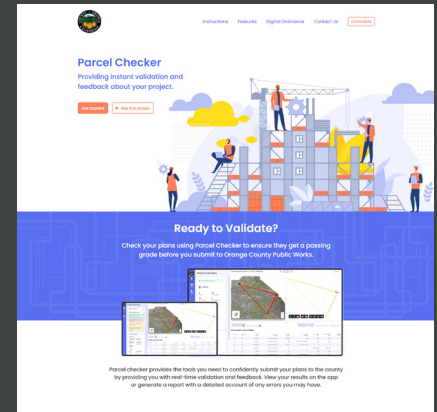 Instructions Features Digital Ordinance Contact Us
Parcel Checker
Providing instant validation and
feedback about your project.
Get Started See it in Action
Ready to Validate?
Check your plans using Parcel Checker to ensure they get a passing
grade before you submit to Orange County Public Works.
Parcel checker provides the tools you need to confidently submit your plans to the county
by providing you with real-time validation and feedback. View your results on the app
or generate a report with a detailed account of any errors you may have.